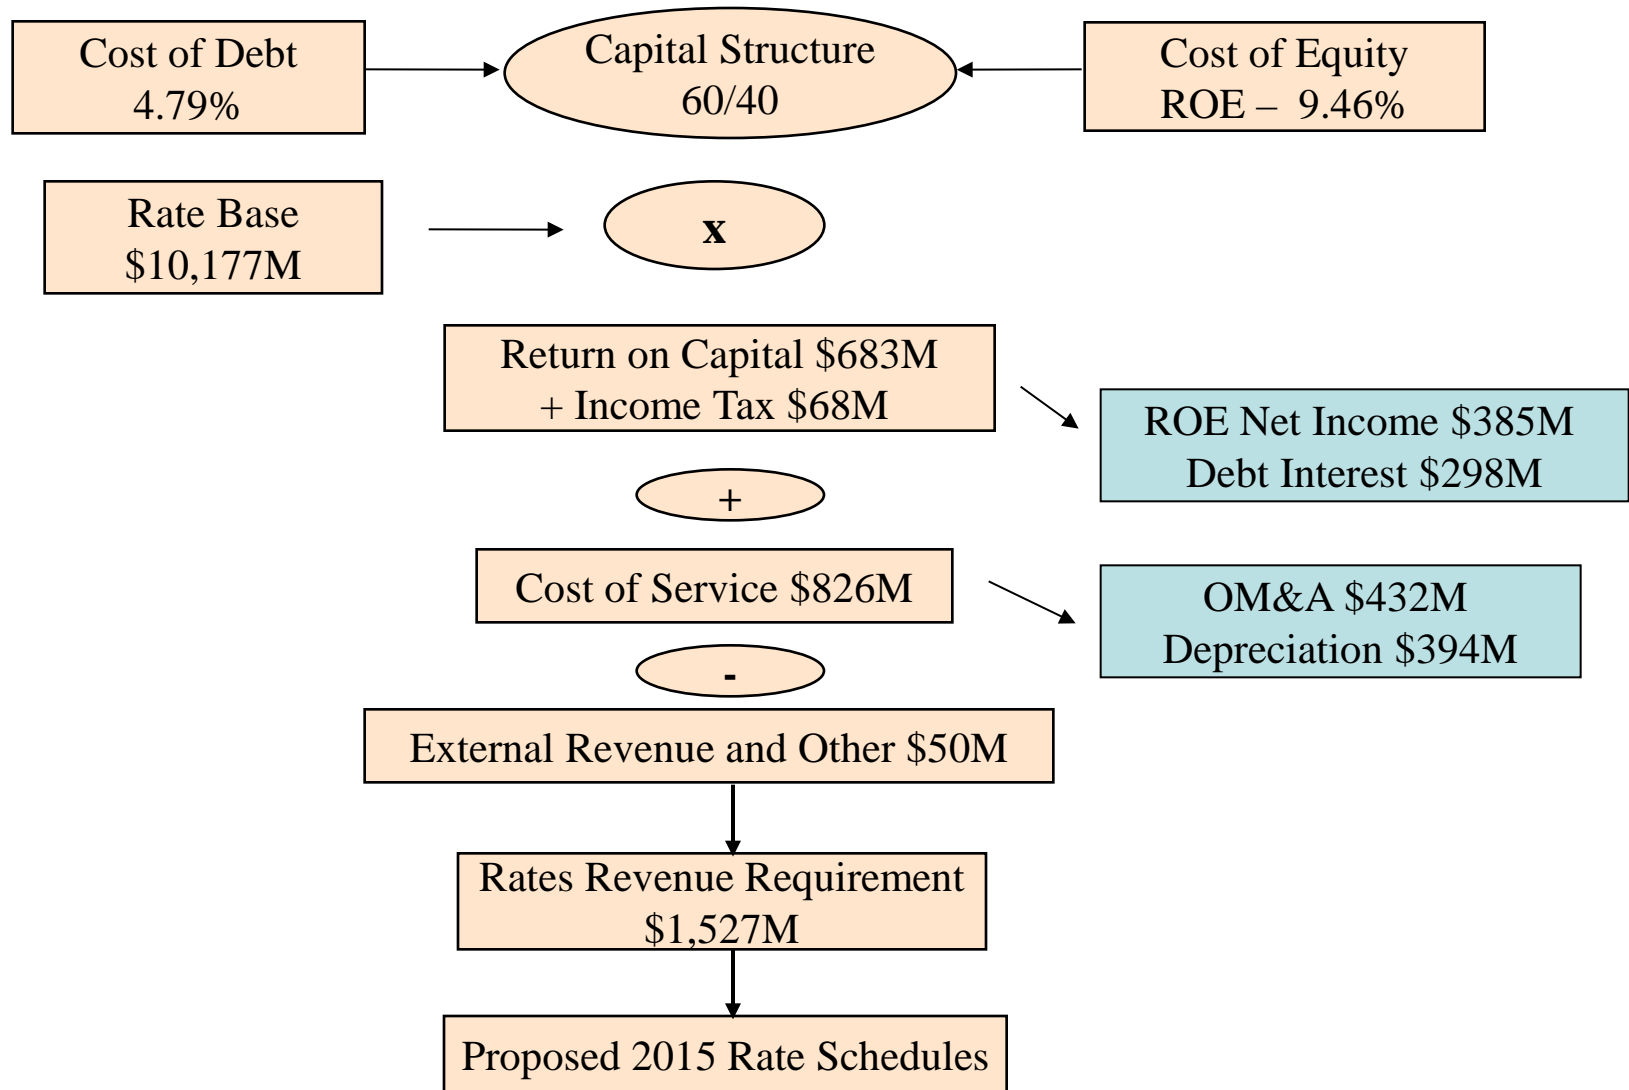 Cost of Debt
4.79%
Capital Structure
60/40
Cost of Equity
ROE – 9.46%
Rate Base
$10,177M
x
Return on Capital $683M
+ Income Tax $68M
ROE Net Income $385M
Debt Interest $298M
+
Cost of Service $826M
OM&A $432M
Depreciation $394M
-
External Revenue and Other $50M
Rates Revenue Requirement
$1,527M
Proposed 2015 Rate Schedules